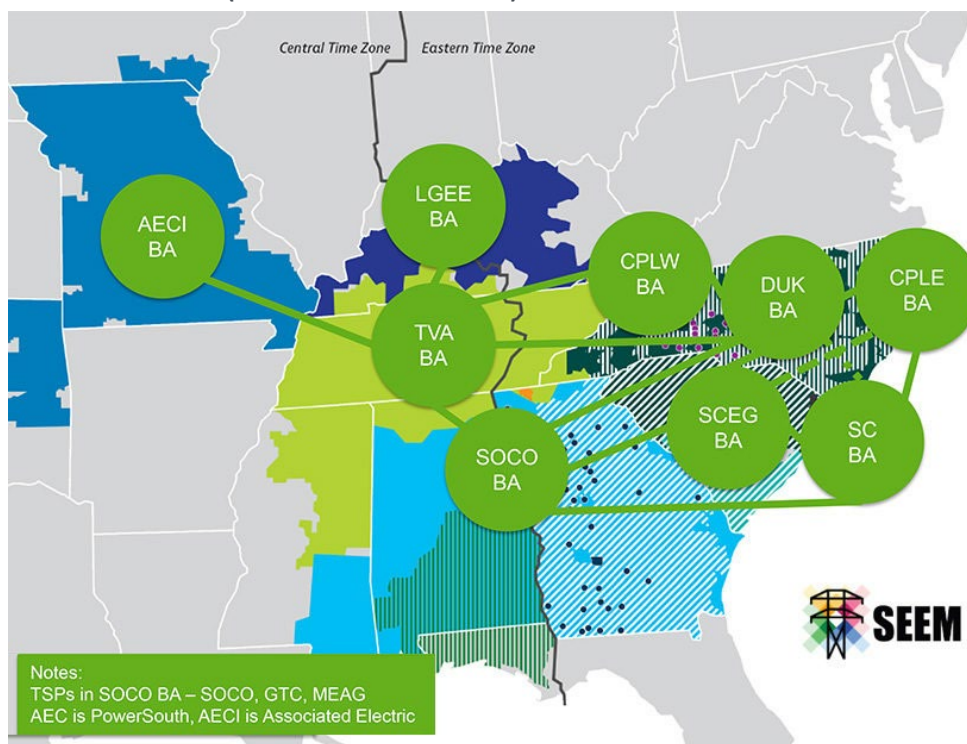 Central Time Zone
Eastern Time Zone
LGEE
BA
AECI
BA
CPLW
BA
DUK
BA
CPLE
BA
TVA
BA
SOCO
BA
SCEG
BA
SC
BA
SEEM
Notes:
TSPs in SOCO BA – SOCO, GTC, MEAG
AEC is PowerSouth, AECI is Associated Electric